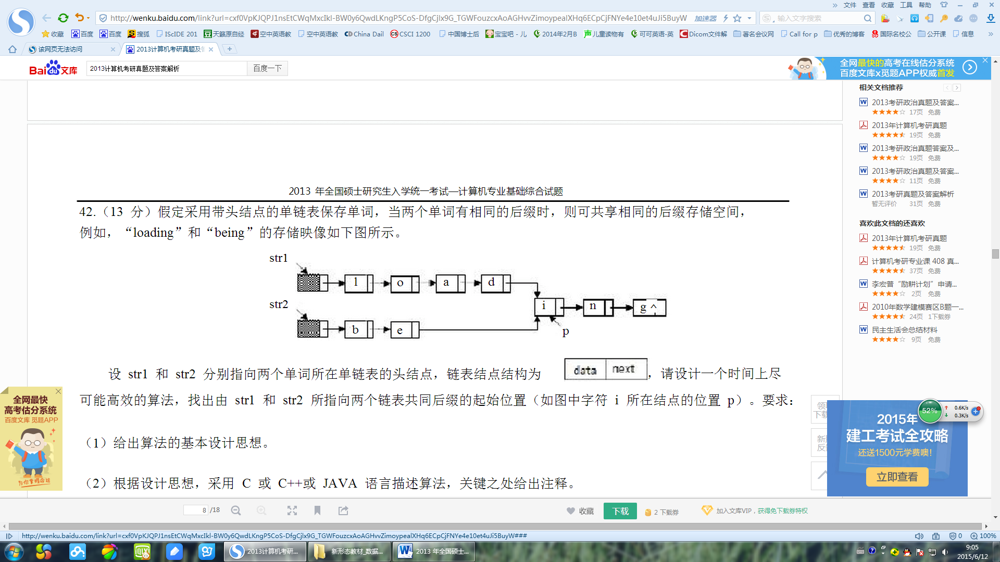 文件 查看 收藏 工具 帮助
http://wenku.baidu.com/link?url=cxf0VpKJQPJ1nsEtCWqMxcIkl-BW0y6QwdLKngP5CoS-DfgCjlx9G_TGWFouzcxAoAGHvvZimoypealXHq6ECpCjFNYe4e10et4uJi5BuyW 加速器 输入文字搜索
收藏 百度 百度 搜狐 IScIDE 201 天籁原自经 空中英语教 空中英语教 China Dail CSCI 1200 中国博士后 宝宝吧 - 儿 2014年2月B 儿童读物有 可可英语-英 Dicom文件解 著名会议网 Call for p 优秀的博客 国际名校公 公开课 信息
该网页无法访问 2013计算机考研真题及答
Bai du 文库 2013计算机考研真题及答案解析 百度一下
全网最快的高考在线估分系统
百度文库x觅题APP权威首发
相关文档推荐
2013考研政治真题及答案...
17页 免费
2013年计算机考研真题
19页 免费
2013考研政治真题答案及...
19页 免费
2013考研政治真题及答案...
11页 免费
2013考研真题及答案解析
暂无评价 31页 免费
喜欢此文档的还喜欢
2013年计算机考研真题
19页 免费
计算机考研专业课 408 真...
37页 免费
李宏普“励耕计划”申请...
2页 免费
2010年数学建模赛区B题一...
24页 1下载券
民主生活会总结材料
9页 免费
2013 年全国硕士研究生入学统一考试—计算机专业基础综合试题
42.（13 分）假定采用带头结点的单链表保存单词，当两个单词有相同的后缀时，则可共享相同的后缀存储空间，
例如，“loading”和“being”的存储映像如下图所示。
str1
l o a d
str2
i n g ^
b e
p
设 str1 和 str2 分别指向两个单词所在单链表的头结点，链表结点结构为 data next ，请设计一个时间上尽
可能高效的算法，找出由 str1 和 str2 所指向两个链表共同后缀的起始位置（如图中字符 i 所在结点的位置 p）。要求：
（1）给出算法的基本设计思想。
（2）根据设计思想，采用 C 或 C++或 JAVA 语言描述算法，关键之处给出注释。
全网最快
高考估分系统
百度文库 觅题APP
为你掌握命运
下载
52% 0.6K/s
0.3K/s
2015年
建工考试全攻略
还送1500元学费噢!
立即查看
8 /18 收藏 下载 2 下载券 加入文库VIP，获得免下载券特权
http://wenku.baidu.com/link?url=cxf0VpKJQPJ1nsEtCWqMxcIkl-BW0y6QwdLKngP5CoS-DfgCjlx9G_TGWFouzcxAoAGHvvZimoypealXHq6ECpCjFNYe4e10et4uJi5BuyW### 0 100%
2013计算机考研... 新形态教材_数据... 2013 年全国硕士...
9:05
2015/6/12